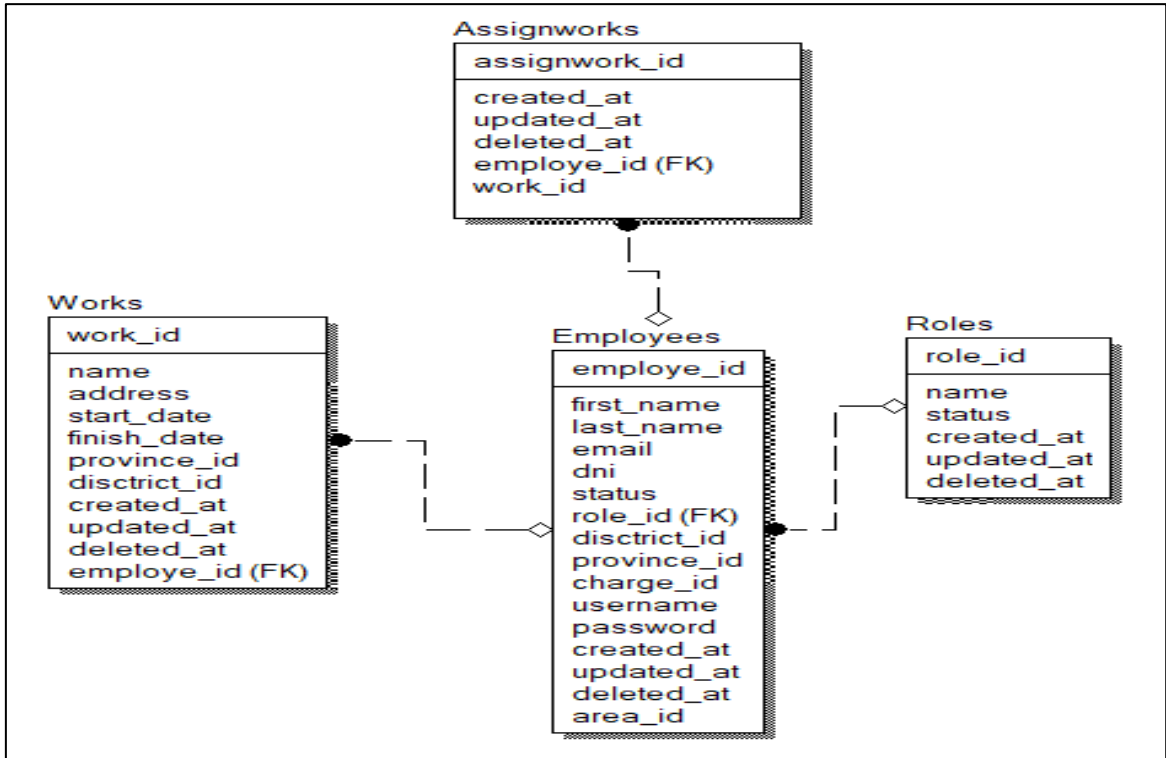 Assignworks
assignwork_id
created_at
updated_at
deleted_at
employe_id (FK)
work_id
Works
work_id
name
address
start_date
finish_date
province_id
disctrict_id
created_at
updated_at
deleted_at
employe_id (FK)
Employees
employe_id
first_name
last_name
email
dni
status
role_id (FK)
disctrict_id
province_id
charge_id
username
password
created_at
updated_at
deleted_at
area_id
Roles
role_id
name
status
created_at
updated_at
deleted_at